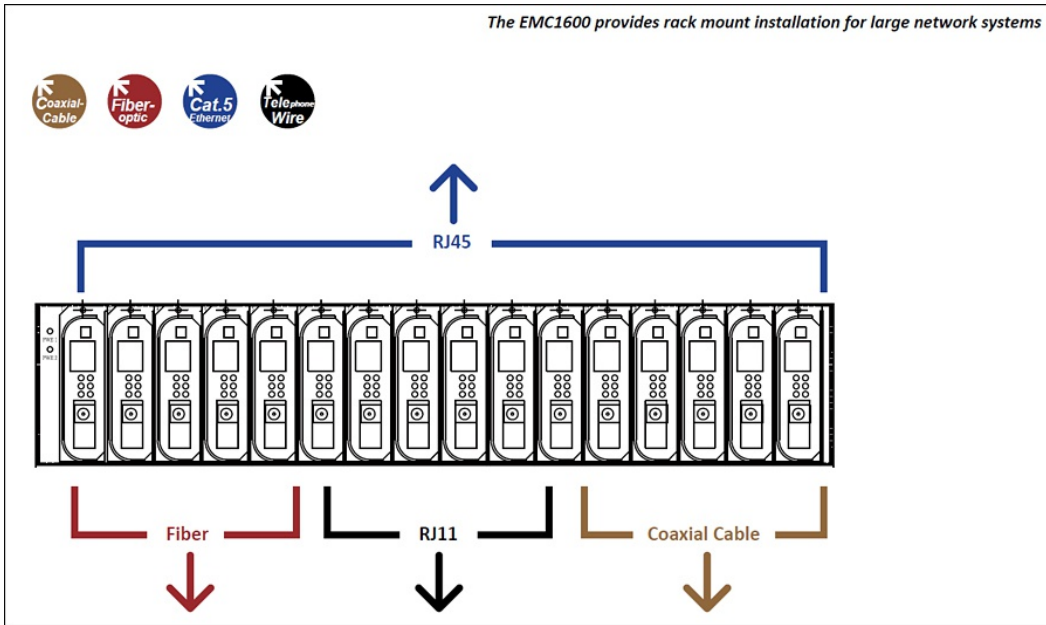 The EMC1600 provides rack mount installation for large network systems
Coaxial-
Cable
Fiber-
optic
Cat.5
Ethernet
Telephone
Wire
RJ45
PWR1
PWR2
Fiber
RJ11
Coaxial Cable